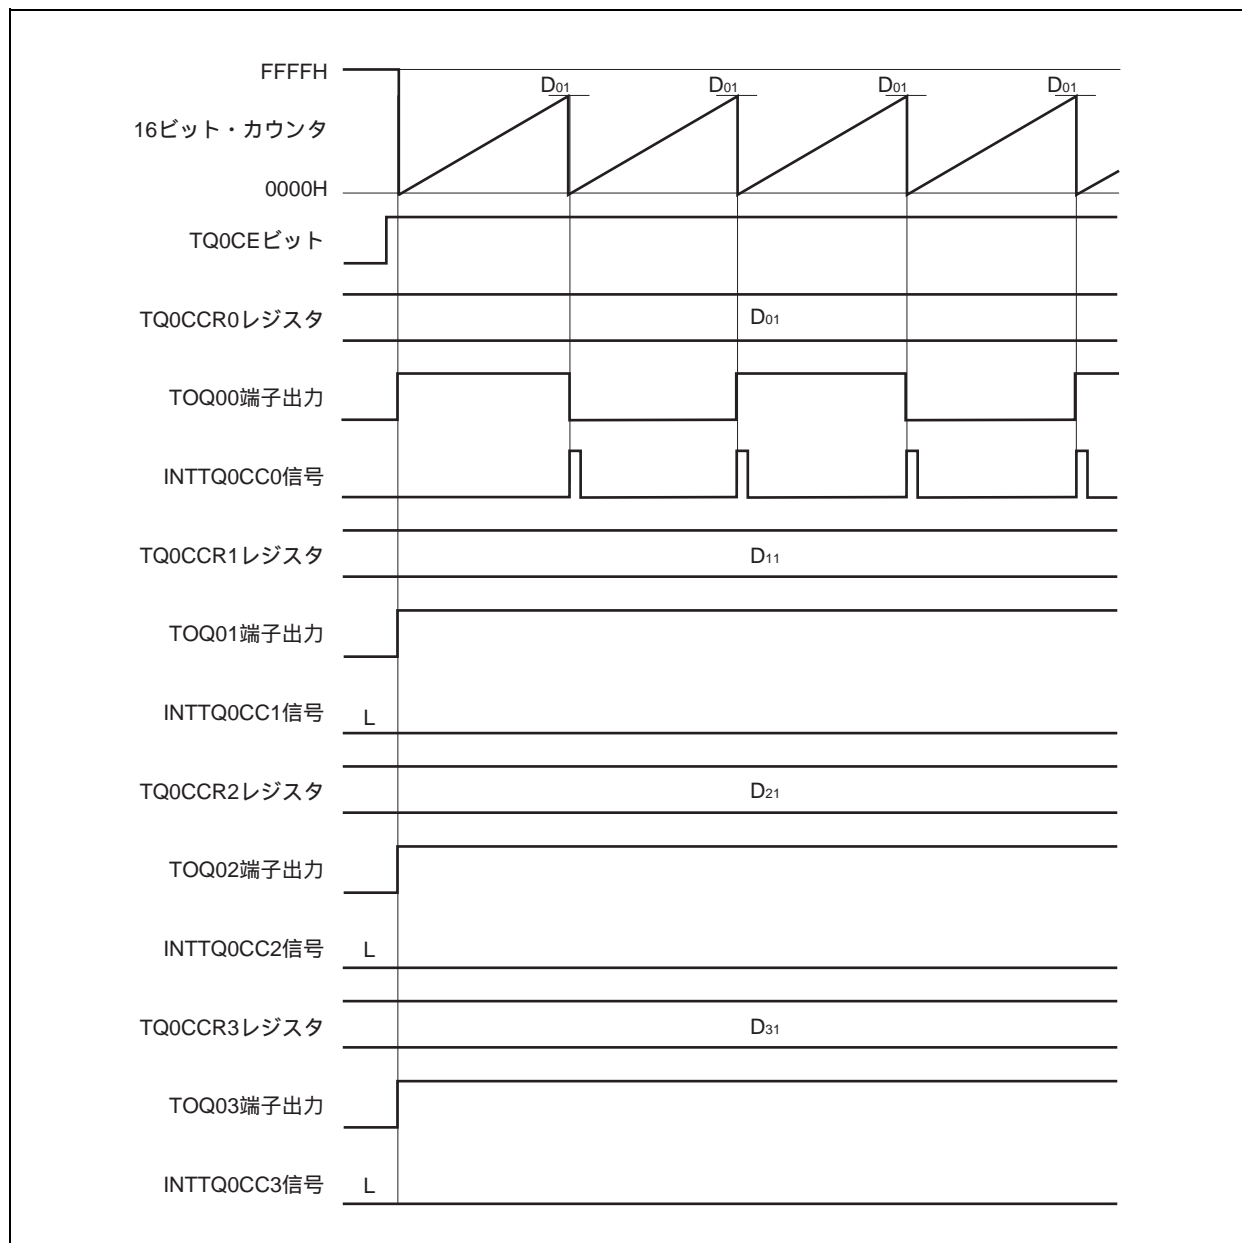 FFFFH
D01 D01 D01 D01
16ビット・カウンタ
0000H
TQ0CEビット
TQ0CCR0レジスタ D01
TOQ00端子出力
INTTQ0CC0信号
TQ0CCR1レジスタ D11
TOQ01端子出力
INTTQ0CC1信号 L
TQ0CCR2レジスタ D21
TOQ02端子出力
INTTQ0CC2信号 L
TQ0CCR3レジスタ D31
TOQ03端子出力
INTTQ0CC3信号 L